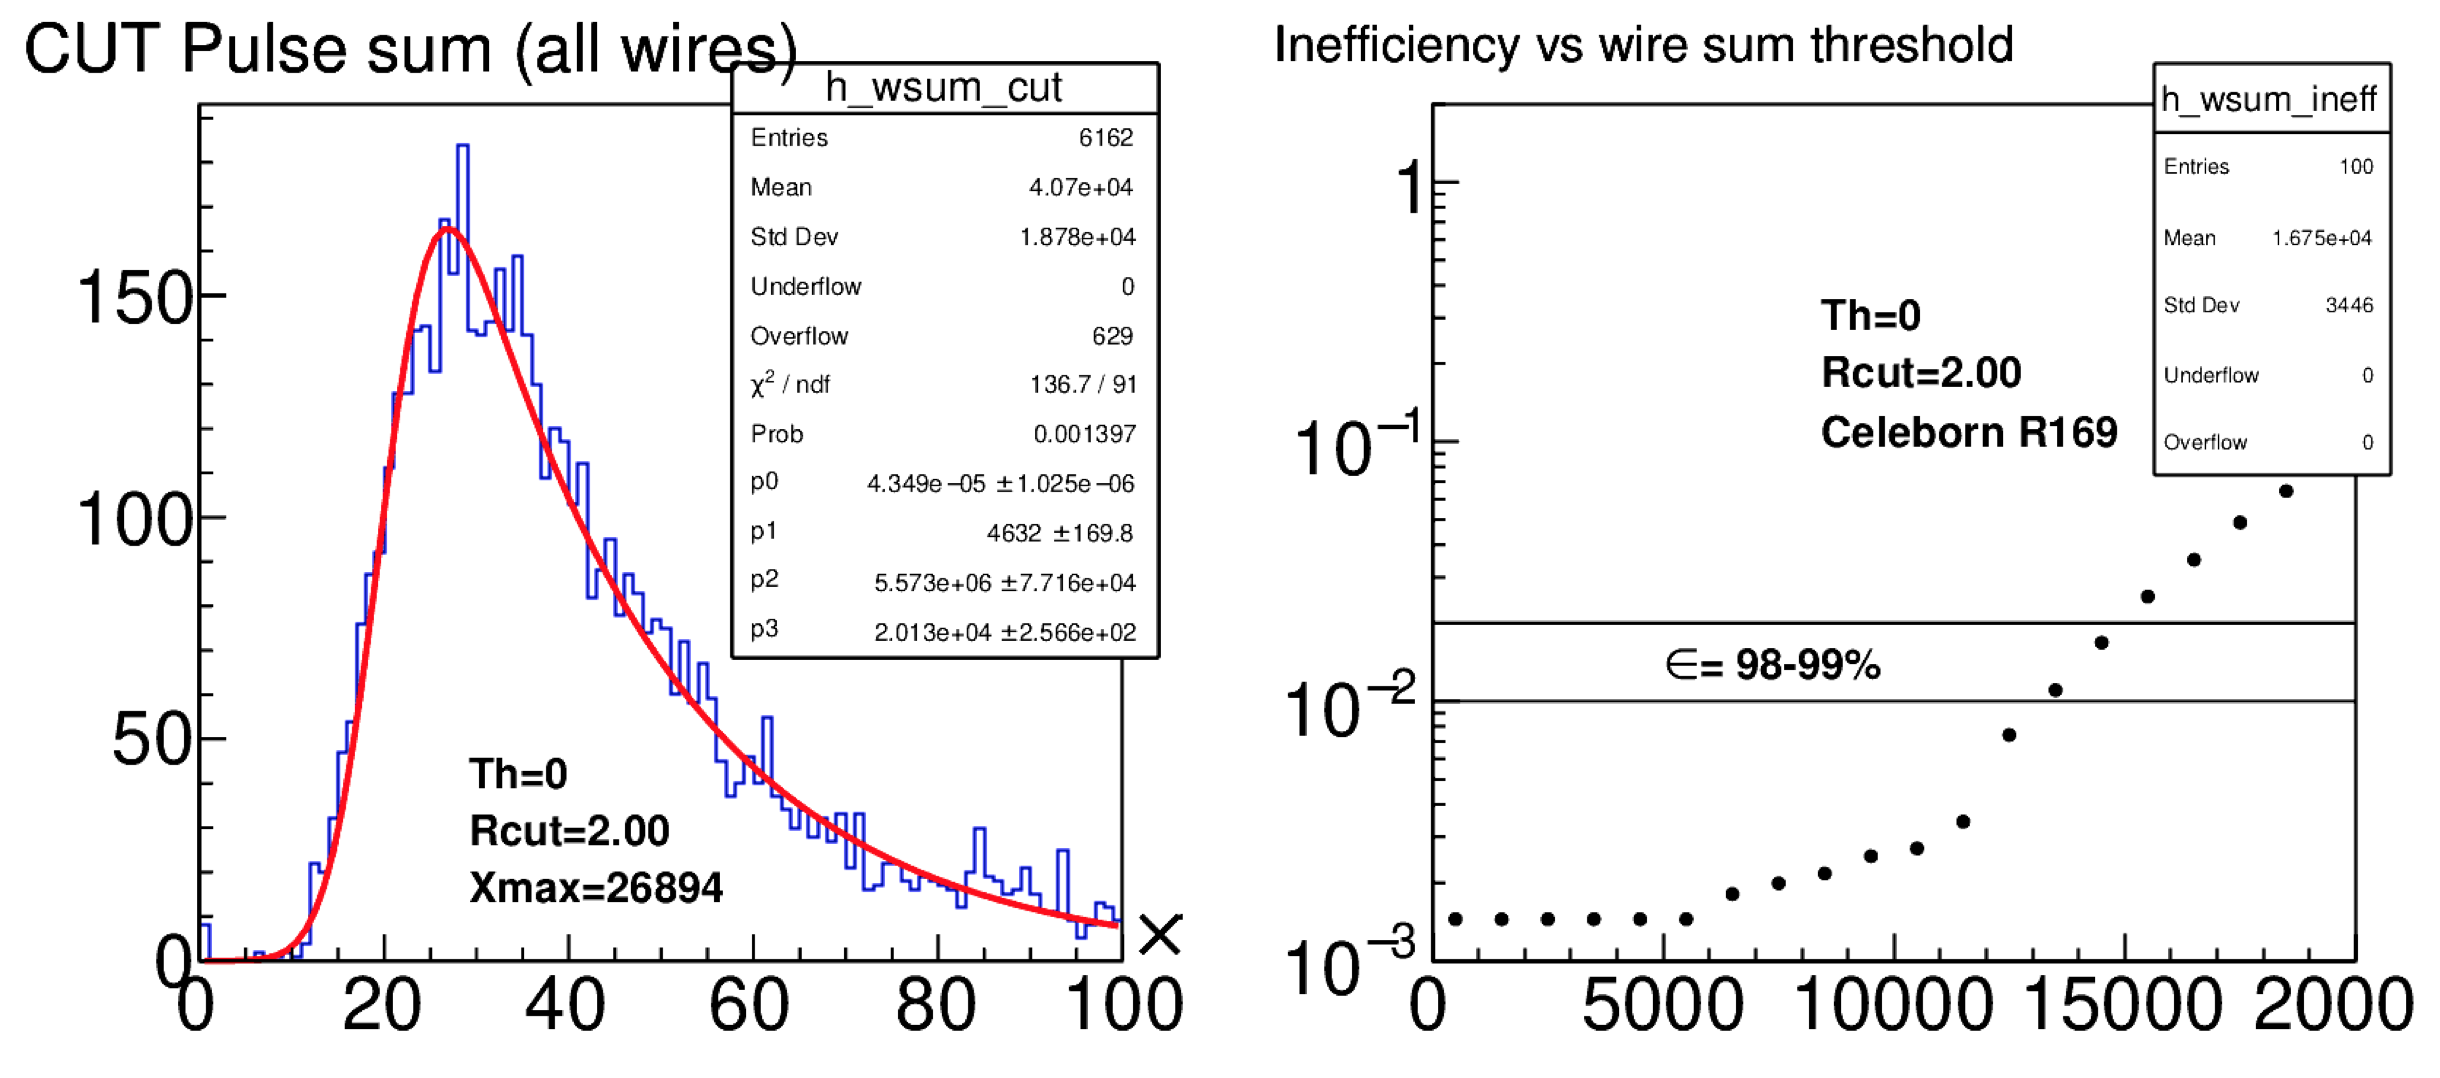 CUT Pulse sum (all wires)
h_wsum_cut
Entries 6162
Mean 4.07e+04
Std Dev 1.878e+04
Underflow 0
Overflow 629
χ² / ndf 136.7 / 91
Prob 0.001397
p0 4.349e−05 ±1.025e−06
p1 4632 ±169.8
p2 5.573e+06 ±7.716e+04
p3 2.013e+04 ±2.566e+02
150
100
50
0
Th=0
Rcut=2.00
Xmax=26894
×
0 20 40 60 80 100
Inefficiency vs wire sum threshold
h_wsum_ineff
Entries 100
Mean 1.675e+04
Std Dev 3446
Underflow 0
Overflow 0
1
10⁻¹
10⁻²
10⁻³
Th=0
Rcut=2.00
Celeborn R169
∈= 98-99%
0 5000 10000 15000 2000